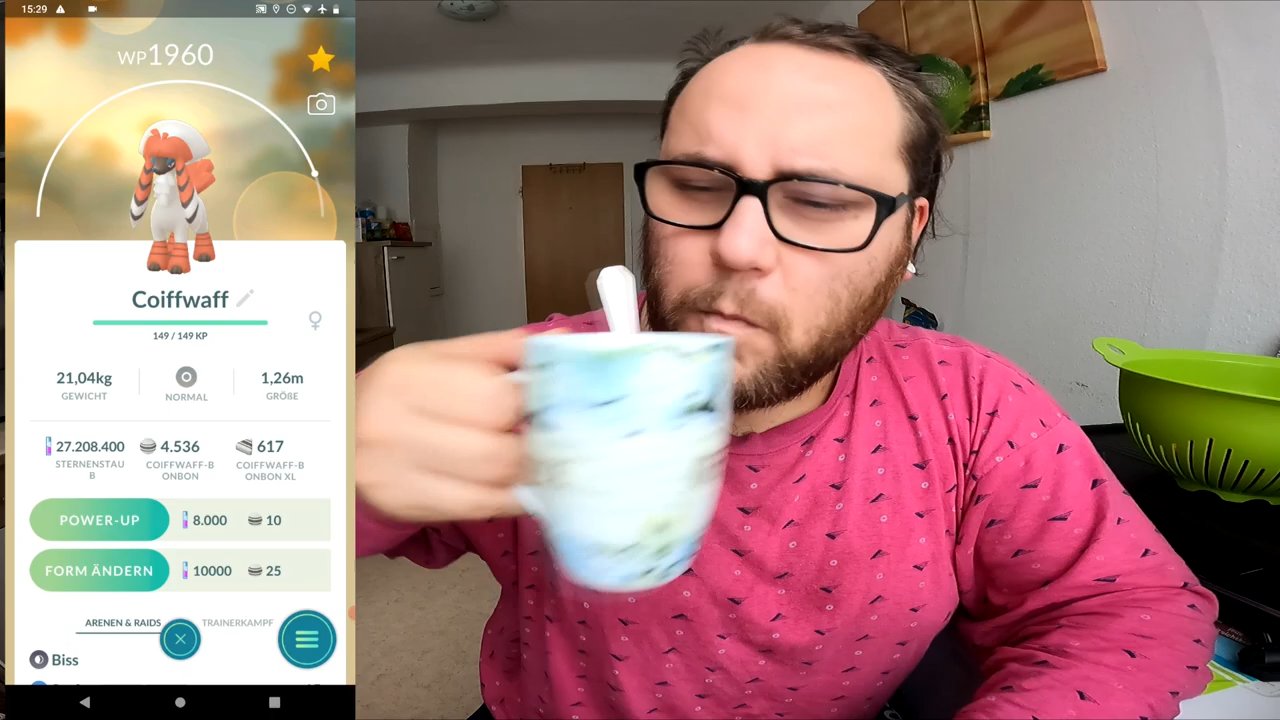 15:29
WP1960
Coiffwaff
149 / 149 KP
21,04kg
GEWICHT
NORMAL
1,26m
GRÖSSE
27.208.400
STERNENSTAU
B
4.536
COIFFWAFF-B
ONBON
617
COIFFWAFF-B
ONBON XL
POWER-UP
8.000
10
FORM ÄNDERN
10000
25
ARENEN & RAIDS
TRAINERKAMPF
Biss